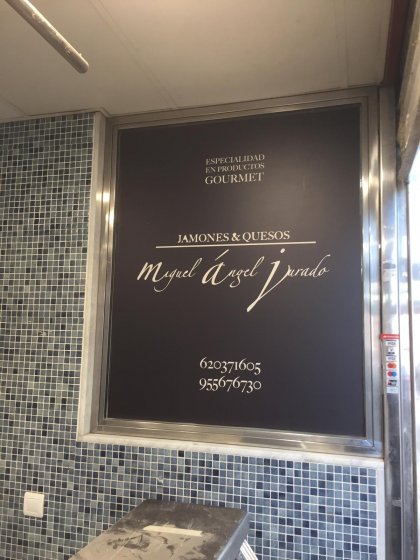 ESPECIALIDAD
EN PRODUCTOS
GOURMET
JAMONES & QUESOS
Miguel Ángel Jurado
620371605
955676730